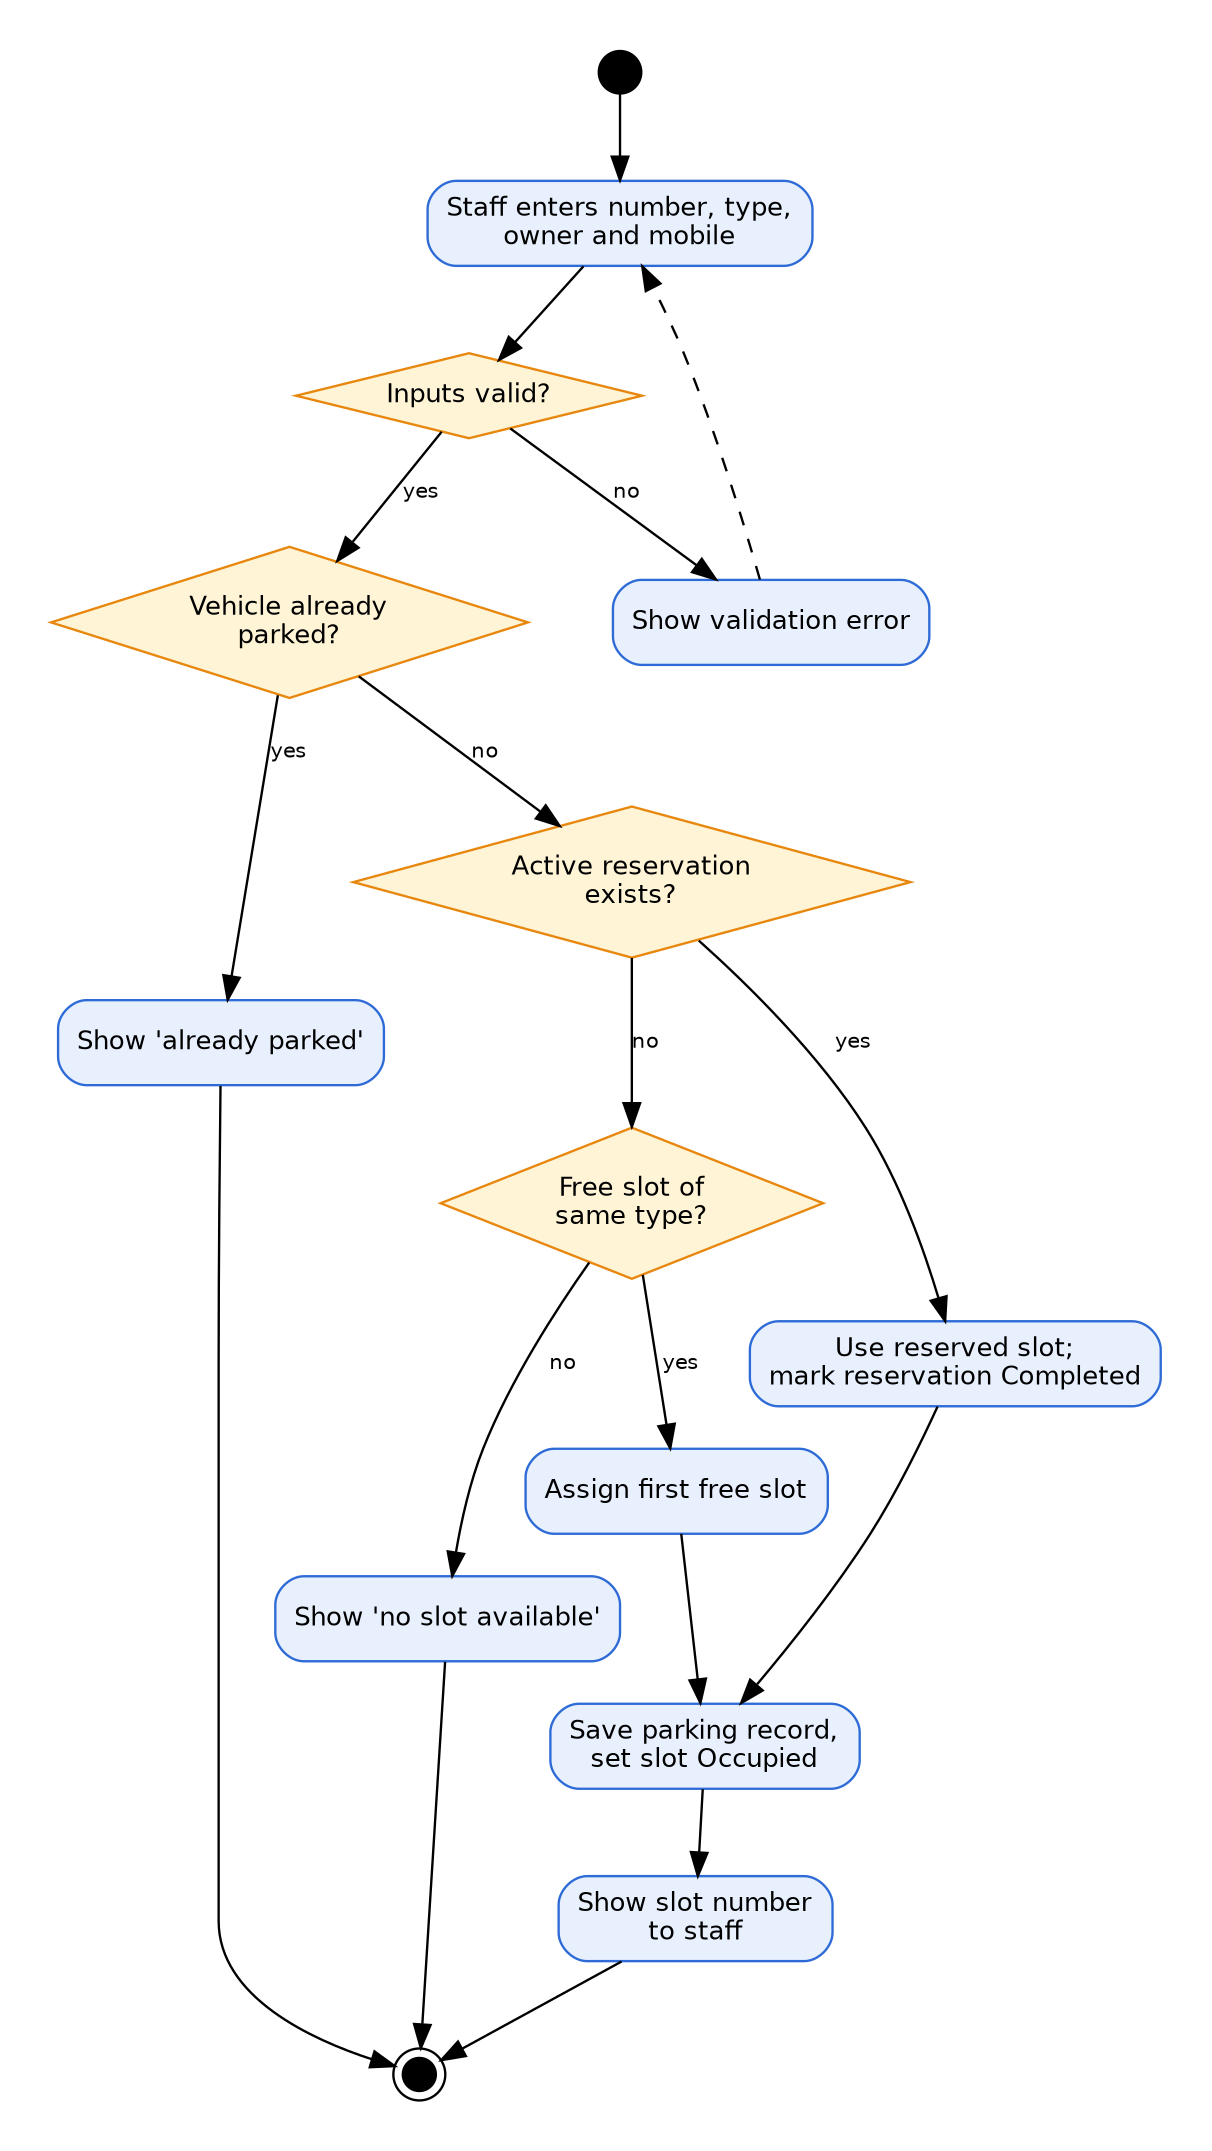 Staff enters number, type,
owner and mobile
Inputs valid?
yes
no
Vehicle already
parked?
Show validation error
yes
no
Active reservation
exists?
Show 'already parked'
no
yes
Free slot of
same type?
Use reserved slot;
mark reservation Completed
no
yes
Assign first free slot
Show 'no slot available'
Save parking record,
set slot Occupied
Show slot number
to staff